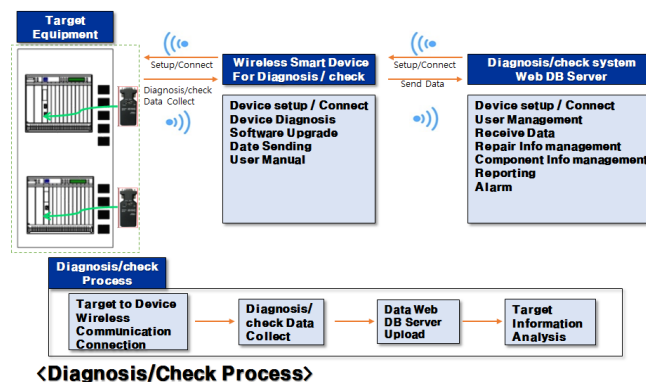 Target
Equipment
Setup/Connect
Diagnosis/check
Data Collect
Wireless Smart Device
For Diagnosis / check
Device setup / Connect
Device Diagnosis
Software Upgrade
Date Sending
User Manual
Setup/Connect
Send Data
Diagnosis/check system
Web DB Server
Device setup / Connect
User Management
Receive Data
Repair Info management
Component Info management
Reporting
Alarm
Diagnosis/check
Process
Target to Device
Wireless
Communication
Connection
Diagnosis/
check Data
Collect
Data Web
DB Server
Upload
Target
Information
Analysis
<Diagnosis/Check Process>